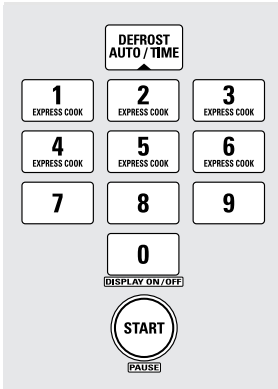 DEFROST
AUTO / TIME
1 2 3
EXPRESS COOK EXPRESS COOK EXPRESS COOK
4 5 6
EXPRESS COOK EXPRESS COOK EXPRESS COOK
7 8 9
0
DISPLAY ON/OFF
START
PAUSE